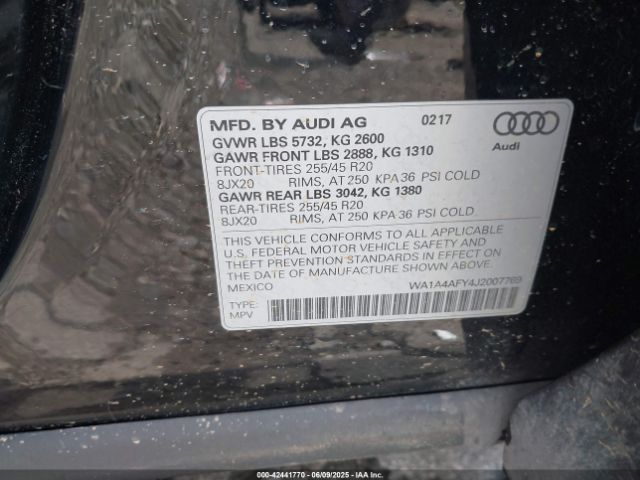 MFD. BY AUDI AG 0217
GVWR LBS 5732, KG 2600
GAWR FRONT LBS 2888, KG 1310
FRONT-TIRES 255/45 R20
8JX20 RIMS, AT 250 KPA 36 PSI COLD
GAWR REAR LBS 3042, KG 1380
REAR-TIRES 255/45 R20
8JX20 RIMS, AT 250 KPA 36 PSI COLD
Audi
THIS VEHICLE CONFORMS TO ALL APPLICABLE
U.S. FEDERAL MOTOR VEHICLE SAFETY AND
THEFT PREVENTION STANDARDS IN EFFECT ON
THE DATE OF MANUFACTURE SHOWN ABOVE.
MEXICO WA1A4AFY4J2007769
TYPE:
MPV
000-42441770 - 06/09/2025 - IAAI.com